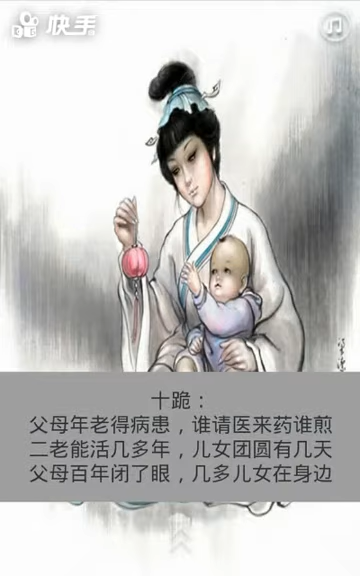 快手
十跪：
父母年老得病患，谁请医来药谁煎
二老能活几多年，儿女团圆有几天
父母百年闭了眼，几多儿女在身边